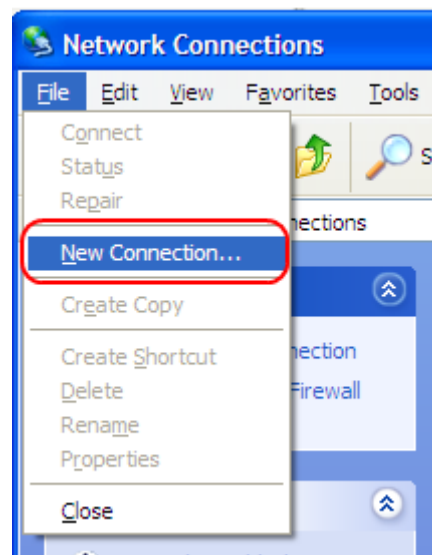 Network Connections
File Edit View Favorites Tools
Connect
Status
Repair
New Connection...
Create Copy
Create Shortcut
Delete
Rename
Properties
Close
S
nections
nection
Firewall